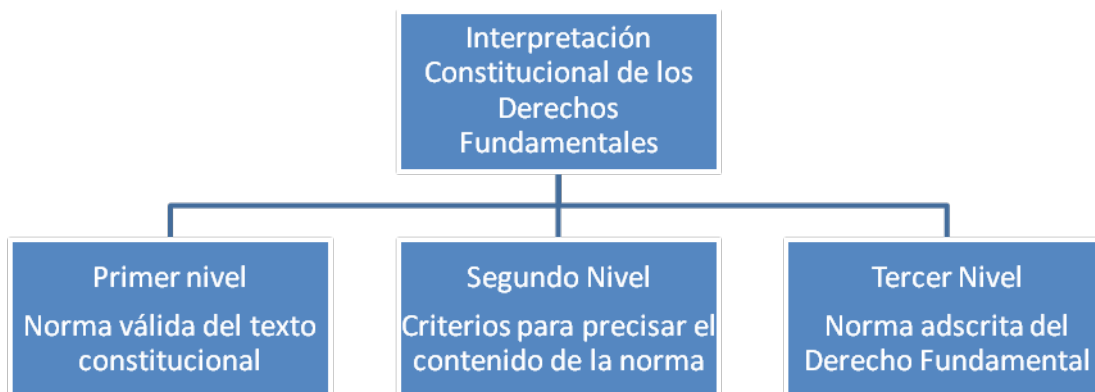 Interpretación
Constitucional de los
Derechos
Fundamentales
Primer nivel
Norma válida del texto
constitucional
Segundo Nivel
Criterios para precisar el
contenido de la norma
Tercer Nivel
Norma adscrita del
Derecho Fundamental